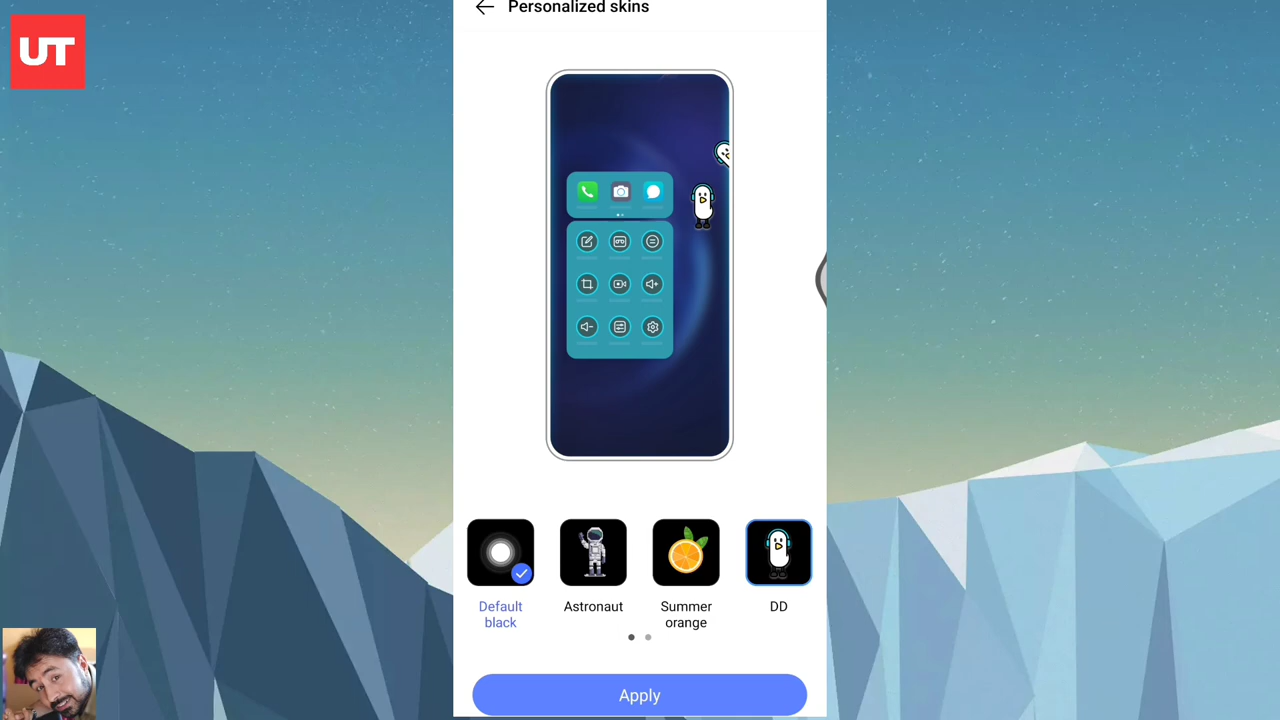 UT
Personalized skins
Default
black
Astronaut
Summer
orange
DD
Apply